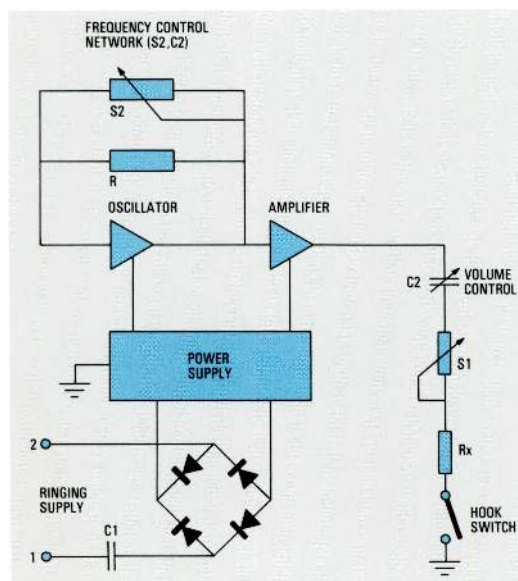 FREQUENCY CONTROL
NETWORK (S2,C2)
S2
R
OSCILLATOR
AMPLIFIER
C2
VOLUME
CONTROL
POWER
SUPPLY
S1
2
Rx
RINGING
SUPPLY
C1
HOOK
SWITCH
1